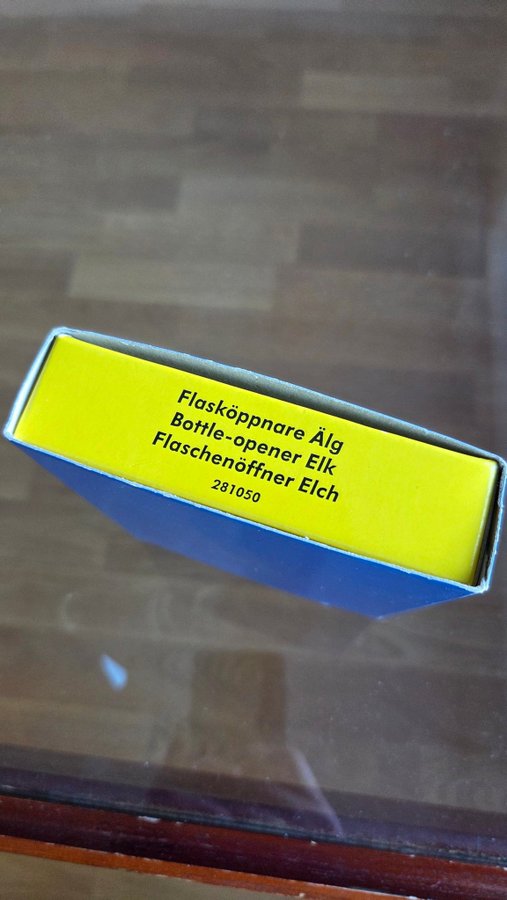 Flasköppnare Älg
Bottle-opener Elk
Flaschenöffner Elch
281050